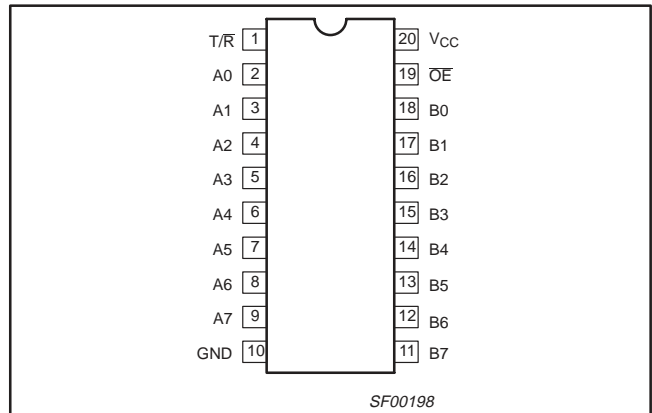 T/R̅ 1 20 VCC
A0 2 19 O̅E̅
A1 3 18 B0
A2 4 17 B1
A3 5 16 B2
A4 6 15 B3
A5 7 14 B4
A6 8 13 B5
A7 9 12 B6
GND 10 11 B7
SF00198